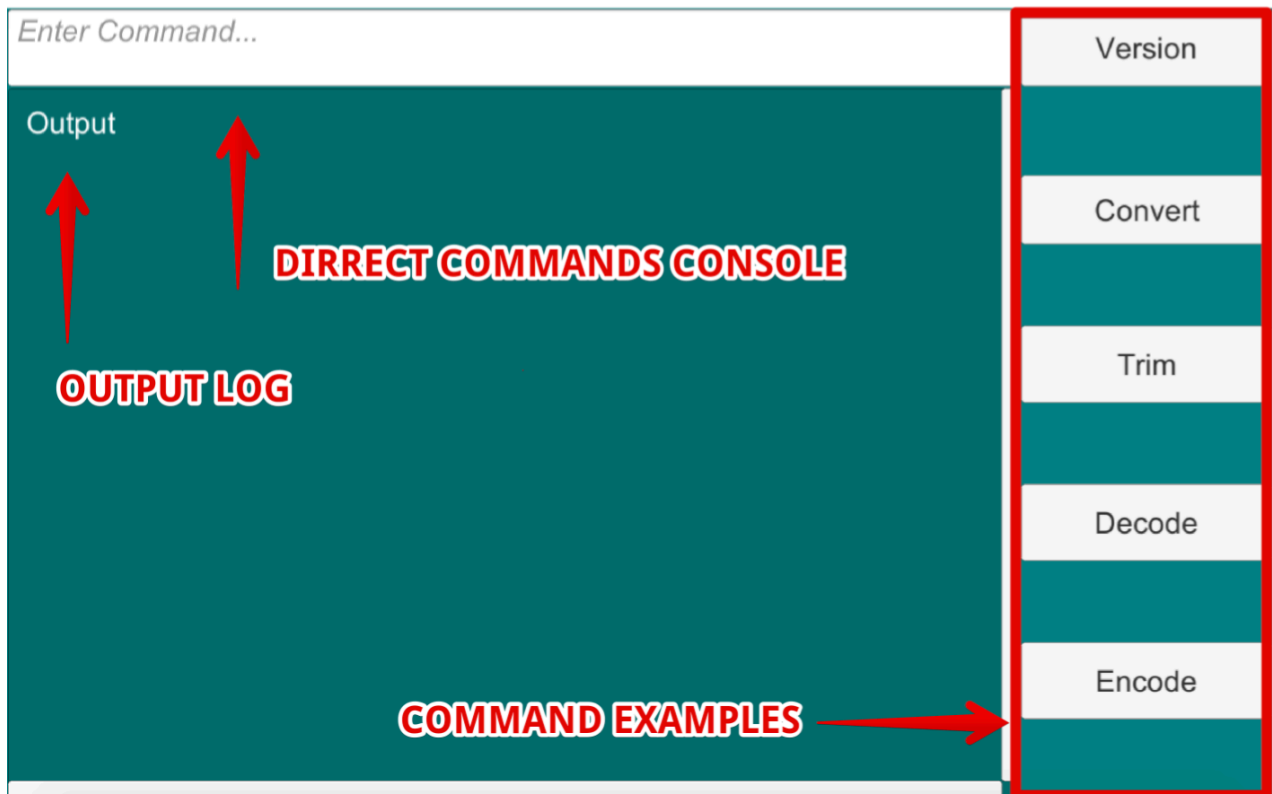 Enter Command...
Version
Output
Convert
DIRRECT COMMANDS CONSOLE
Trim
OUTPUT LOG
Decode
Encode
COMMAND EXAMPLES